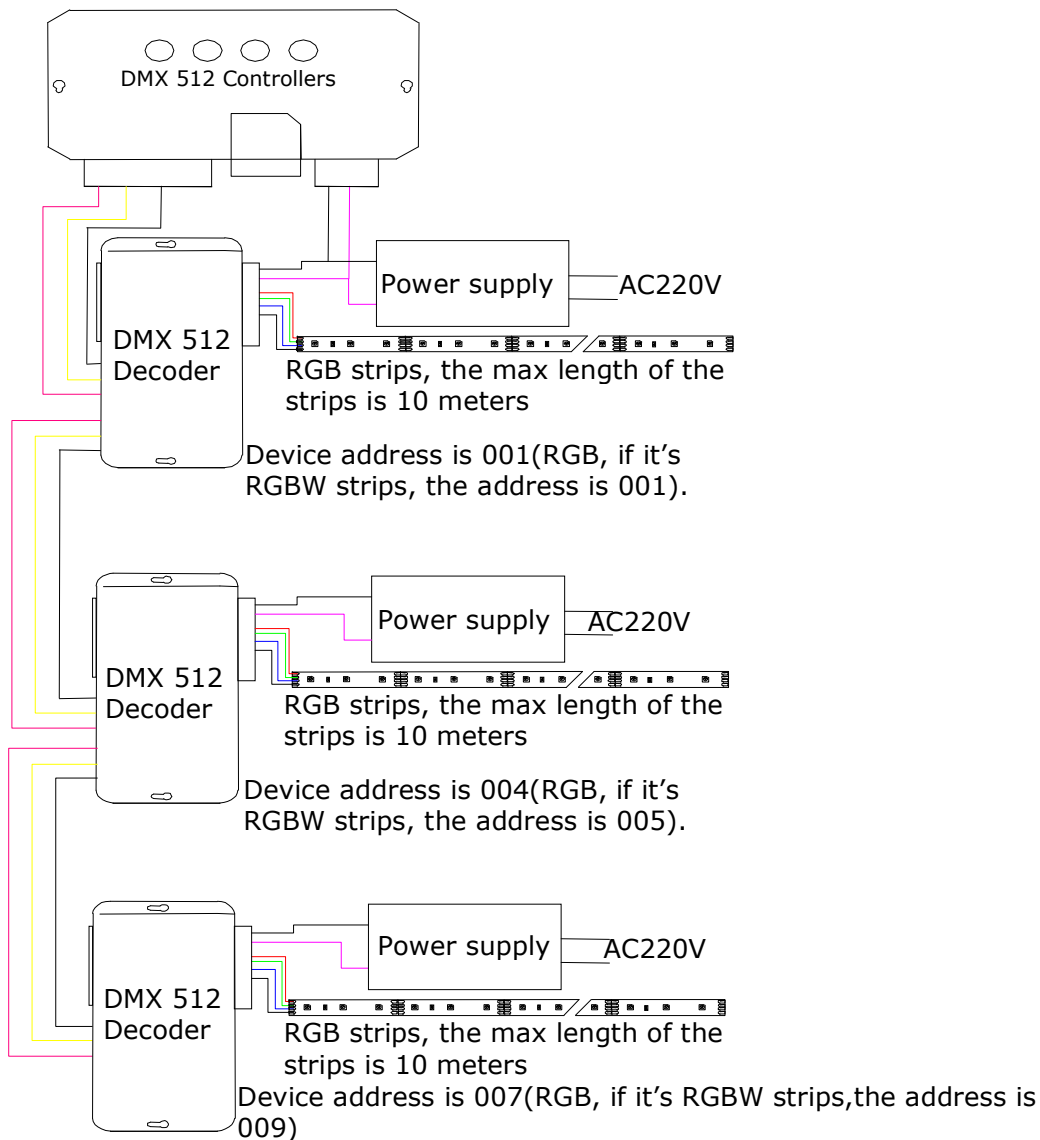 DMX 512 Controllers
Power supply
AC220V
DMX 512
Decoder
RGB strips, the max length of the
strips is 10 meters
Device address is 001(RGB, if it's
RGBW strips, the address is 001).
Power supply
AC220V
DMX 512
Decoder
RGB strips, the max length of the
strips is 10 meters
Device address is 004(RGB, if it's
RGBW strips, the address is 005).
Power supply
AC220V
DMX 512
Decoder
RGB strips, the max length of the
strips is 10 meters
Device address is 007(RGB, if it's RGBW strips,the address is
009)